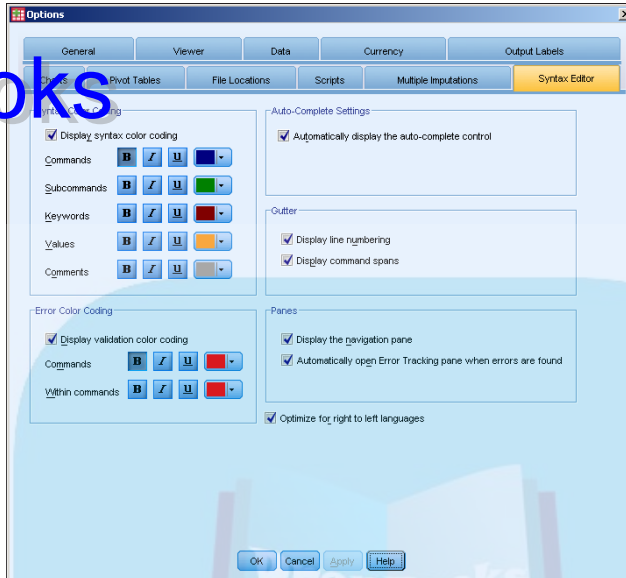 Options
General Viewer Data Currency Output Labels
Charts Pivot Tables File Locations Scripts Multiple Imputations Syntax Editor
oks
Syntax Color Coding
Display syntax color coding
Commands B I U
Subcommands B I U
Keywords B I U
Values B I U
Comments B I U
Auto-Complete Settings
Automatically display the auto-complete control
Gutter
Display line numbering
Display command spans
Error Color Coding
Display validation color coding
Commands B I U
Within commands B I U
Panes
Display the navigation pane
Automatically open Error Tracking pane when errors are found
Optimize for right to left languages
OK Cancel Apply Help